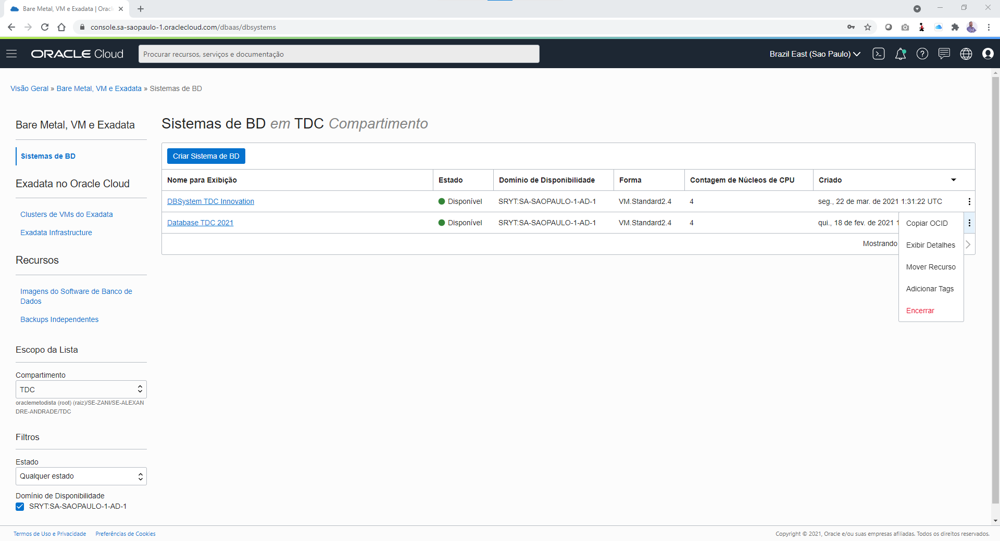 Bare Metal, VM e Exadata | Orac
console.sa-saopaulo-1.oraclecloud.com/dbaas/dbsystems
ORACLE Cloud
Procurar recursos, serviços e documentação
Brazil East (Sao Paulo)
Visão Geral » Bare Metal, VM e Exadata » Sistemas de BD
Bare Metal, VM e Exadata
Sistemas de BD
Exadata no Oracle Cloud
Clusters de VMs do Exadata
Exadata Infrastructure
Recursos
Imagens do Software de Banco de
Dados
Backups Independentes
Escopo da Lista
Compartimento
TDC
oraclemetodista (root) (raiz)/SE-ZANI/SE-ALEXAN
DRE-ANDRADE/TDC
Filtros
Estado
Qualquer estado
Domínio de Disponibilidade
SRYT:SA-SAOPAULO-1-AD-1
Sistemas de BD em TDC Compartimento
Criar Sistema de BD
Nome para Exibição Estado Domínio de Disponibilidade Forma Contagem de Núcleos de CPU Criado
DBSystem TDC Innovation Disponível SRYT:SA-SAOPAULO-1-AD-1 VM.Standard2.4 4 seg., 22 de mar. de 2021 1:31:22 UTC
Database TDC 2021 Disponível SRYT:SA-SAOPAULO-1-AD-1 VM.Standard2.4 4 qui., 18 de fev. de 2021 1
Mostrando
Copiar OCID
Exibir Detalhes
Mover Recurso
Adicionar Tags
Encerrar
Termos de Uso e Privacidade Preferências de Cookies
Copyright © 2021, Oracle e/ou suas empresas afiliadas. Todos os direitos reservados.